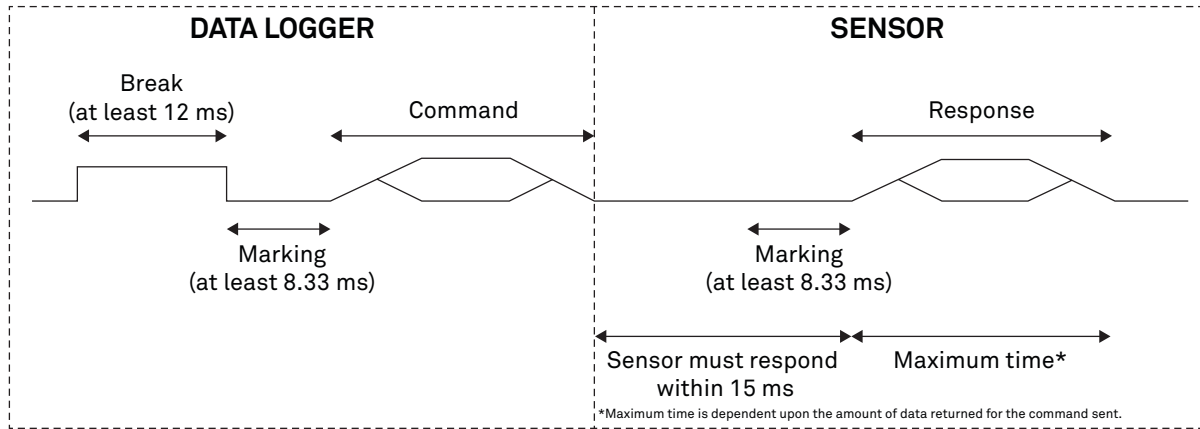 DATA LOGGER
SENSOR
Break
(at least 12 ms)
Command
Response
Marking
(at least 8.33 ms)
Marking
(at least 8.33 ms)
Sensor must respond
within 15 ms
Maximum time*
*Maximum time is dependent upon the amount of data returned for the command sent.